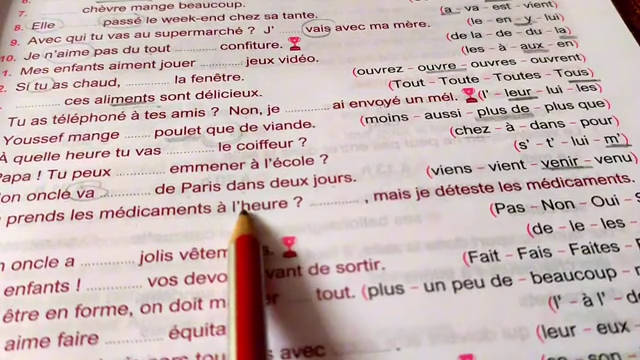 7. ............ chèvre mange beaucoup.
8. Elle ............ passé le week-end chez sa tante. (a – va – est – vient)
9. Avec qui tu vas au supermarché ? J' ............ vais avec ma mère. (le – en – y – lui)
10. Je n'aime pas du tout ............ confiture. (de la – de – du – la)
1. Mes enfants aiment jouer ............ jeux vidéo. (les – à – aux – en)
2. Si tu as chaud, ............ la fenêtre. (ouvrez – ouvre – ouvres – ouvrent)
............ ces aliments sont délicieux. (Tout – Toute – Toutes – Tous)
Tu as téléphoné à tes amis ? Non, je ............ ai envoyé un mél. (l' – leur – lui – les)
Youssef mange ............ poulet que de viande. (moins – aussi – plus de – plus que)
À quelle heure tu vas ............ le coiffeur ? (chez – à – dans – pour)
Papa ! Tu peux ............ emmener à l'école ? (s' – t' – lui – m')
on oncle va ............ de Paris dans deux jours. (viens – vient – venir – venu)
prends les médicaments à l'heure ? ............ , mais je déteste les médicaments.
(Pas – Non – Oui –
n oncle a ............ jolis vêtem s. (de – le – les –
enfants ! ............ vos devo vant de sortir. (Fait – Fais – Faites –
être en forme, on doit m er ............ tout. (plus – un peu de – beaucoup –
aime faire ............ équita (l' – à l' –
avec ............ (leur – eux –